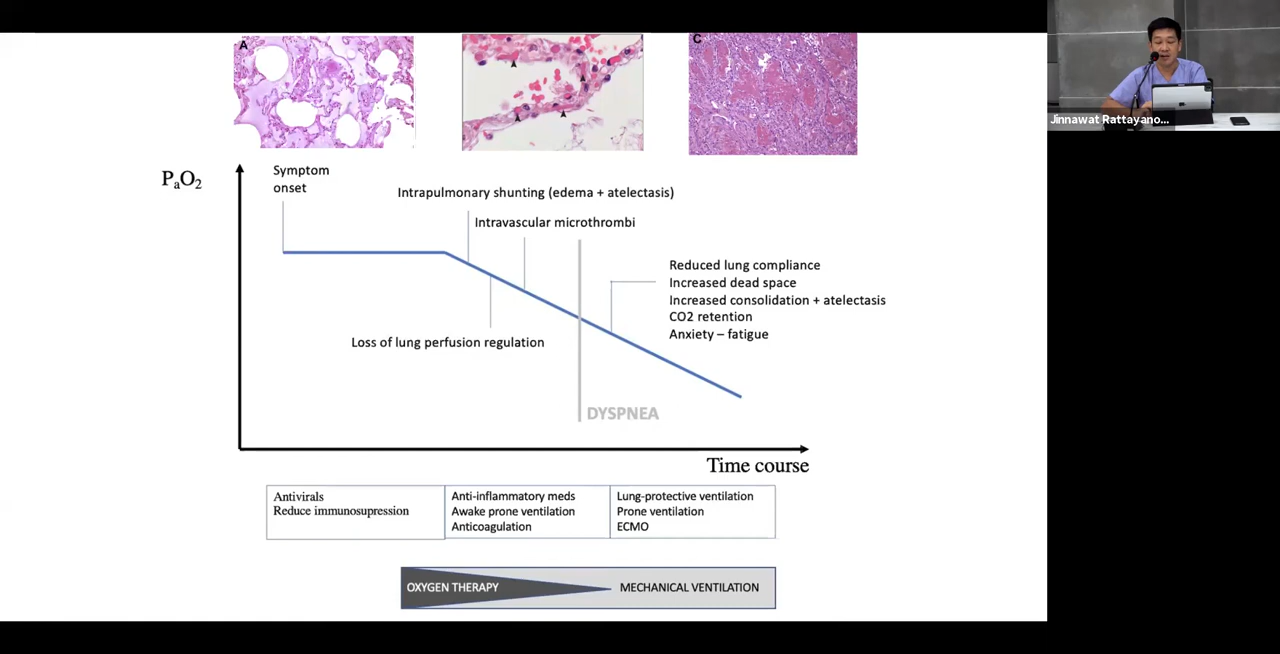 A
C
Jinnawat Rattayano...
PaO2
Symptom
onset
Intrapulmonary shunting (edema + atelectasis)
Intravascular microthrombi
Reduced lung compliance
Increased dead space
Increased consolidation + atelectasis
CO2 retention
Anxiety – fatigue
Loss of lung perfusion regulation
DYSPNEA
Time course
Antivirals
Reduce immunosupression
Anti-inflammatory meds
Awake prone ventilation
Anticoagulation
Lung-protective ventilation
Prone ventilation
ECMO
OXYGEN THERAPY
MECHANICAL VENTILATION